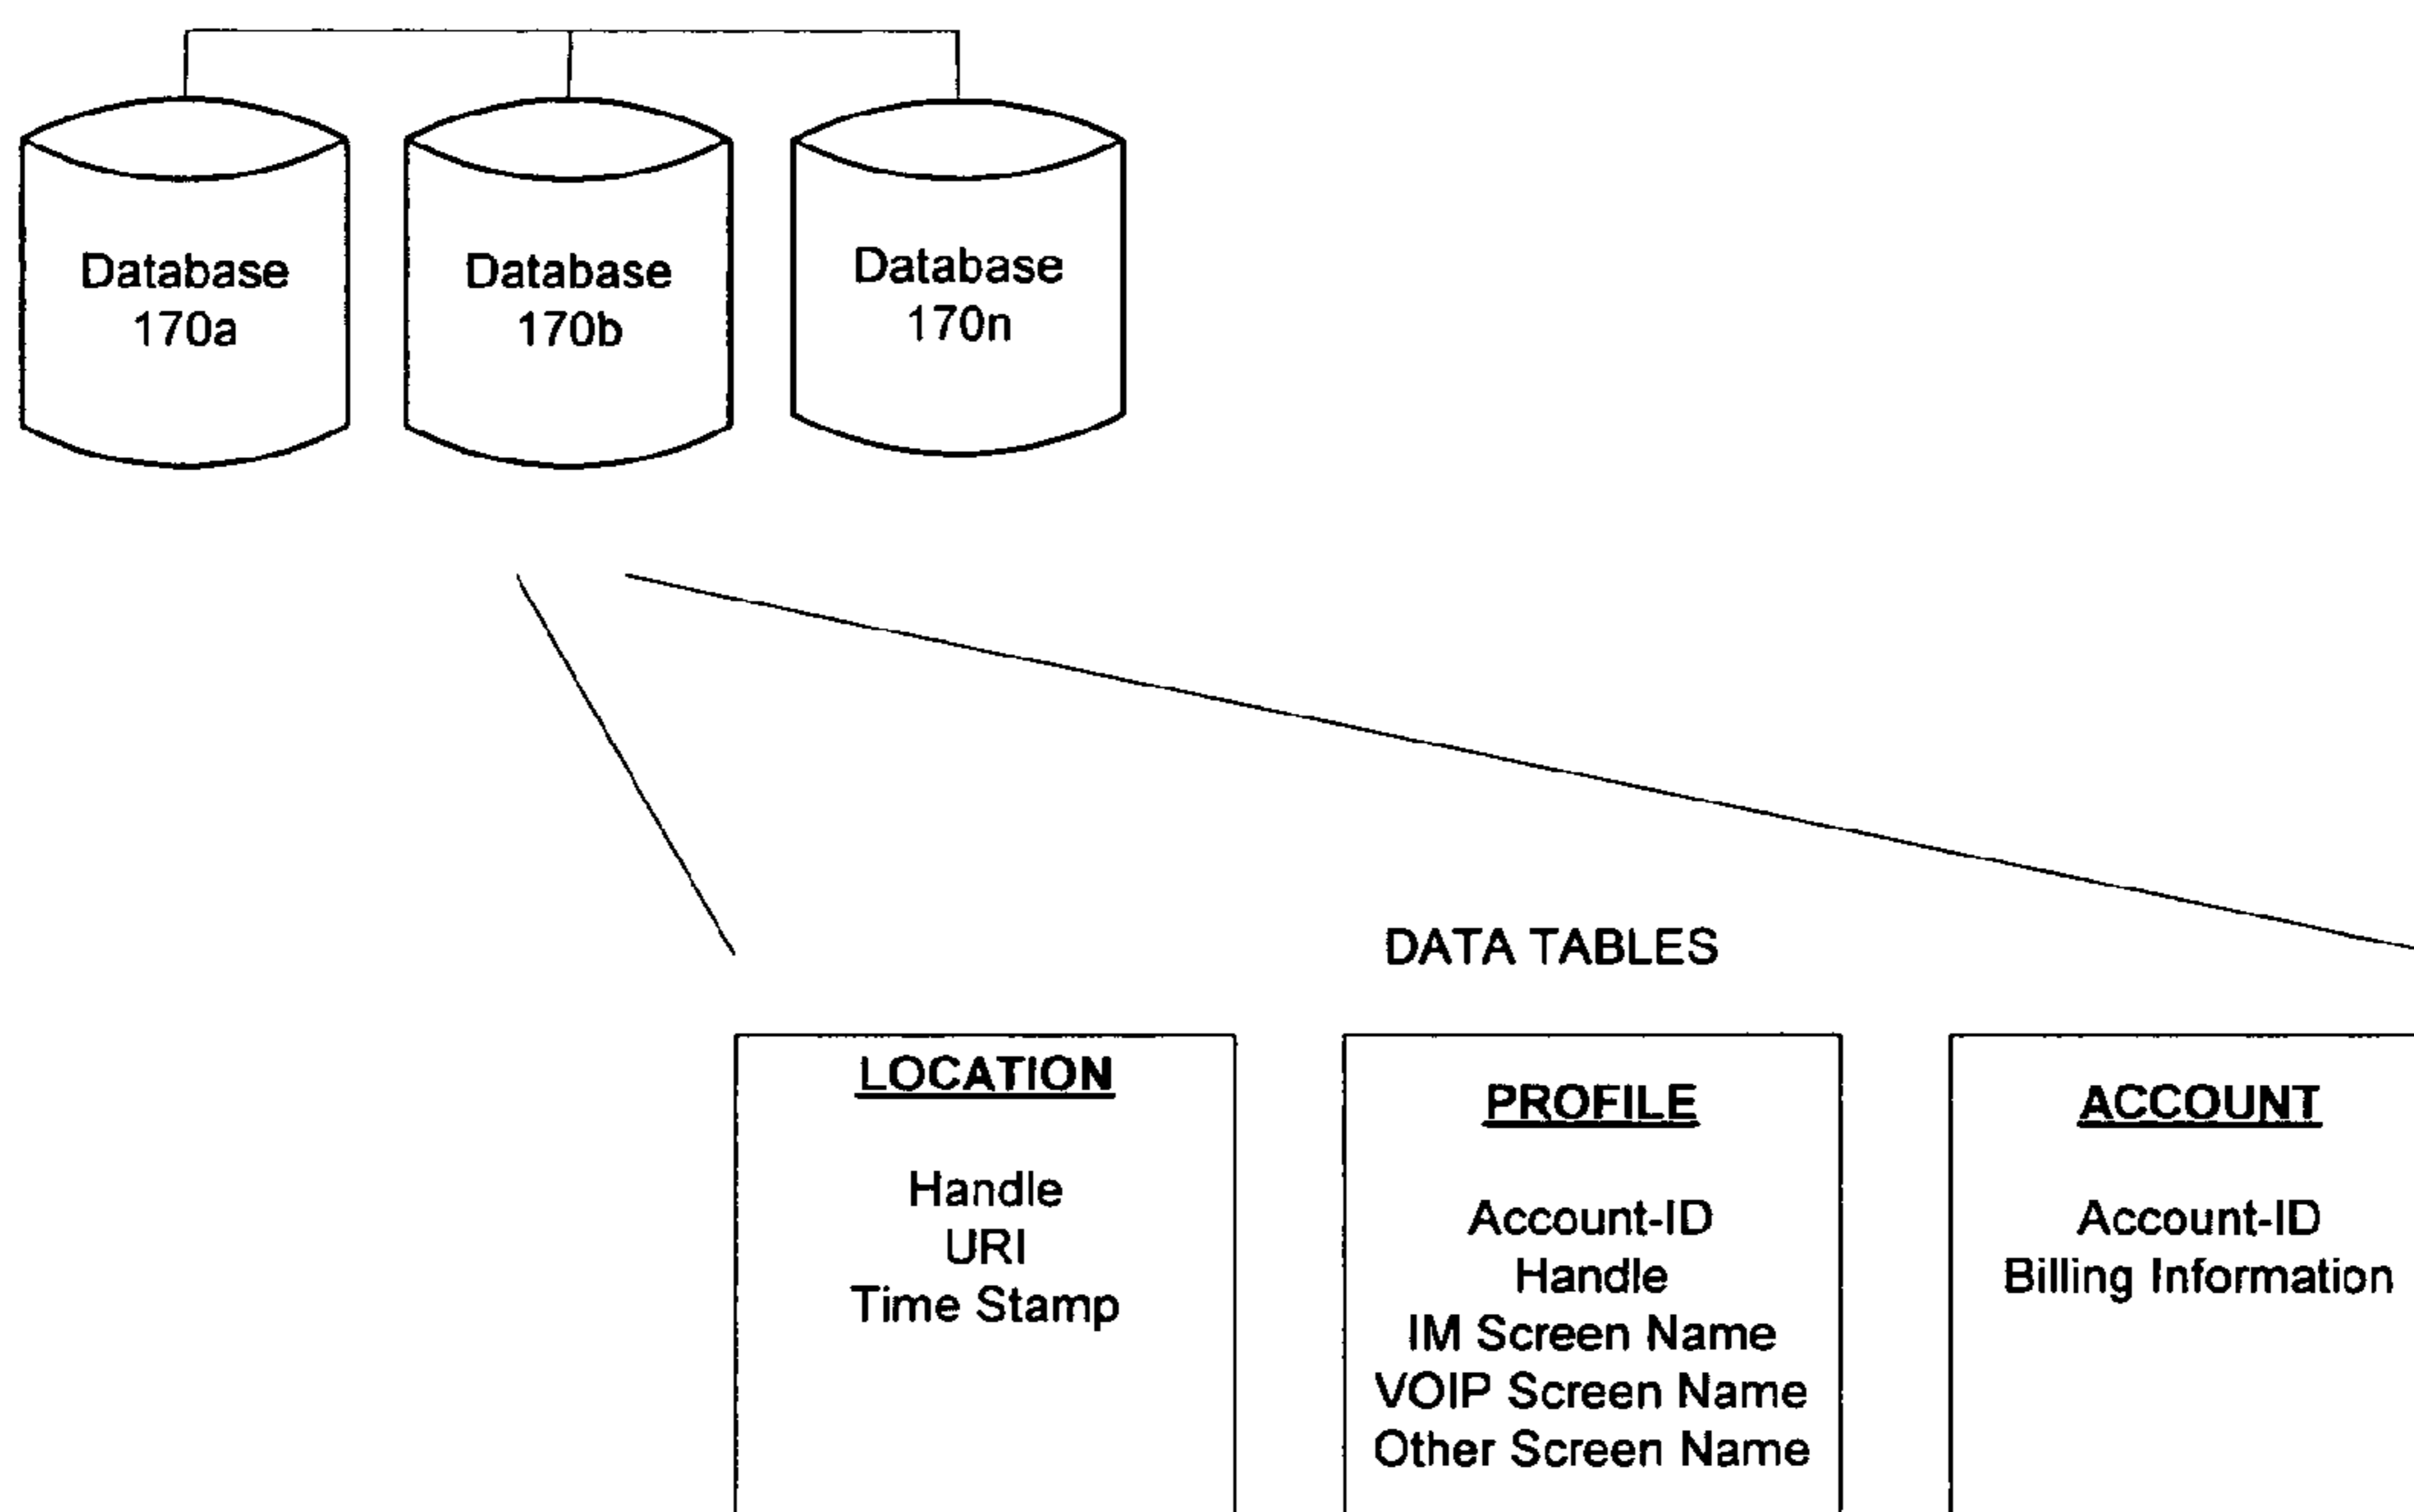 Database
170a
Database
170b
Database
170n
DATA TABLES
LOCATION
Handle
URI
Time Stamp
PROFILE
Account-ID
Handle
IM Screen Name
VOIP Screen Name
Other Screen Name
ACCOUNT
Account-ID
Billing Information